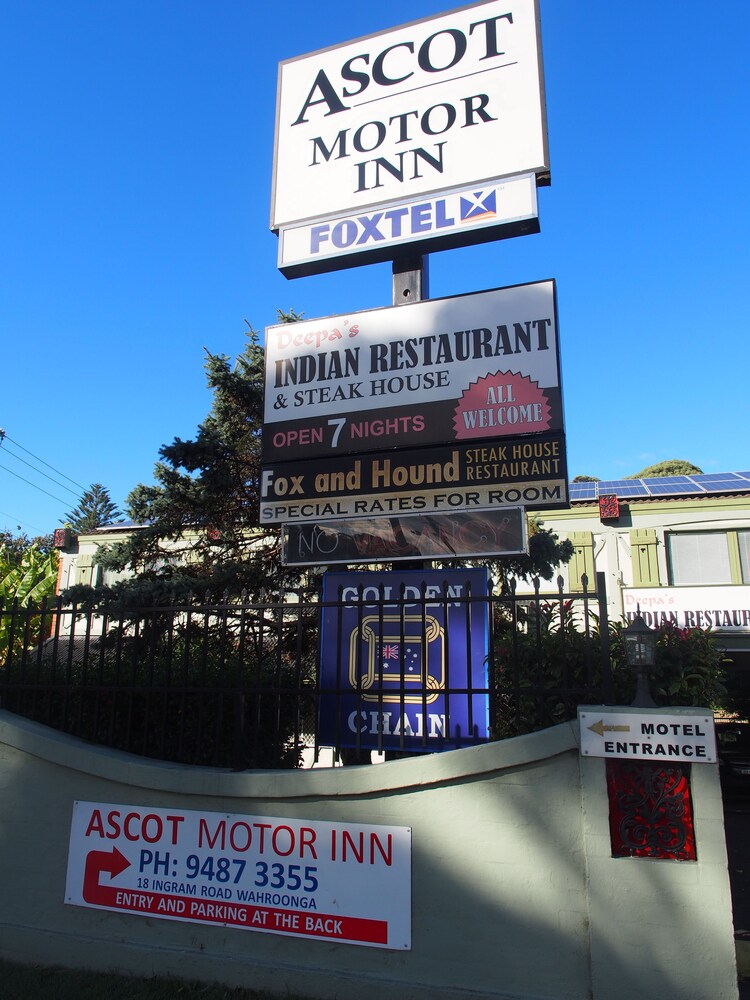 ASCOT
MOTOR
INN
FOXTEL
Deepa's
INDIAN RESTAURANT
& STEAK HOUSE
OPEN 7 NIGHTS
ALL
WELCOME
Fox and Hound
STEAK HOUSE
RESTAURANT
SPECIAL RATES FOR ROOM
NO VACANCY
GOLDEN
CHAIN
Deepa's
INDIAN RESTAUR
MOTEL
ENTRANCE
ASCOT MOTOR INN
PH: 9487 3355
18 INGRAM ROAD WAHROONGA
ENTRY AND PARKING AT THE BACK